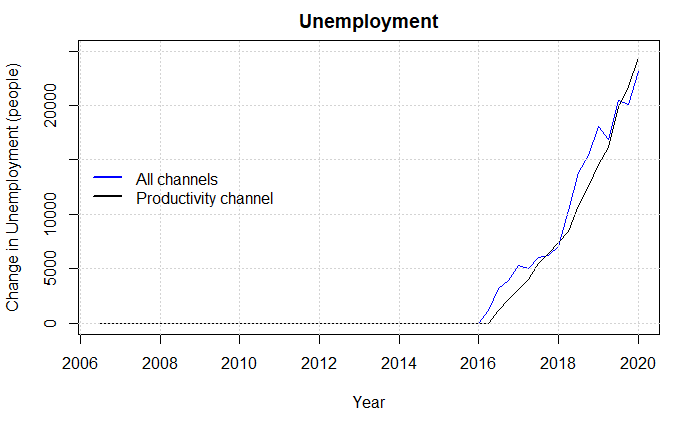 Unemployment
Change in Unemployment (people)
20000
10000
5000
0
All channels
Productivity channel
2006 2008 2010 2012 2014 2016 2018 2020
Year